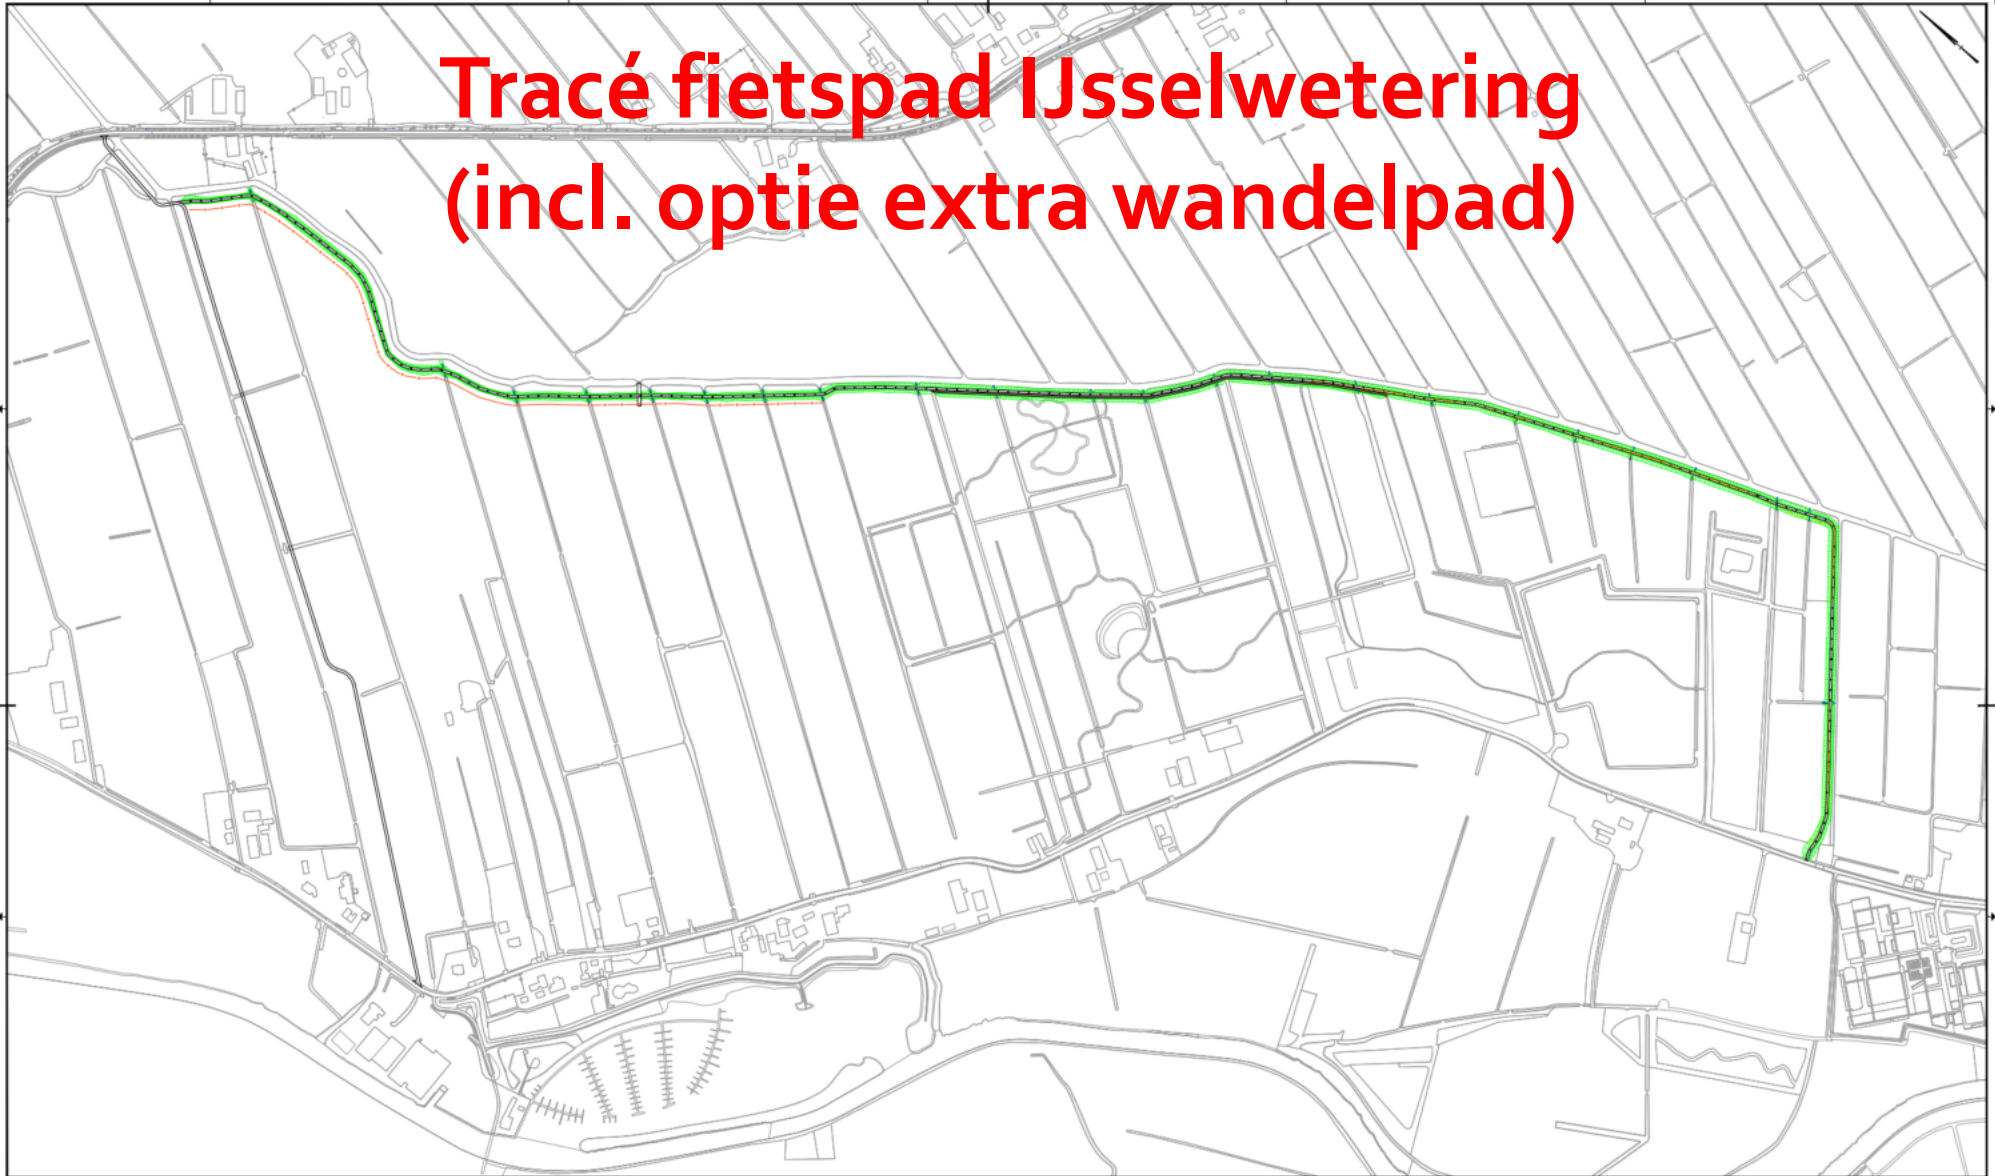 Tracé fietspad IJsselwetering
(incl. optie extra wandelpad)